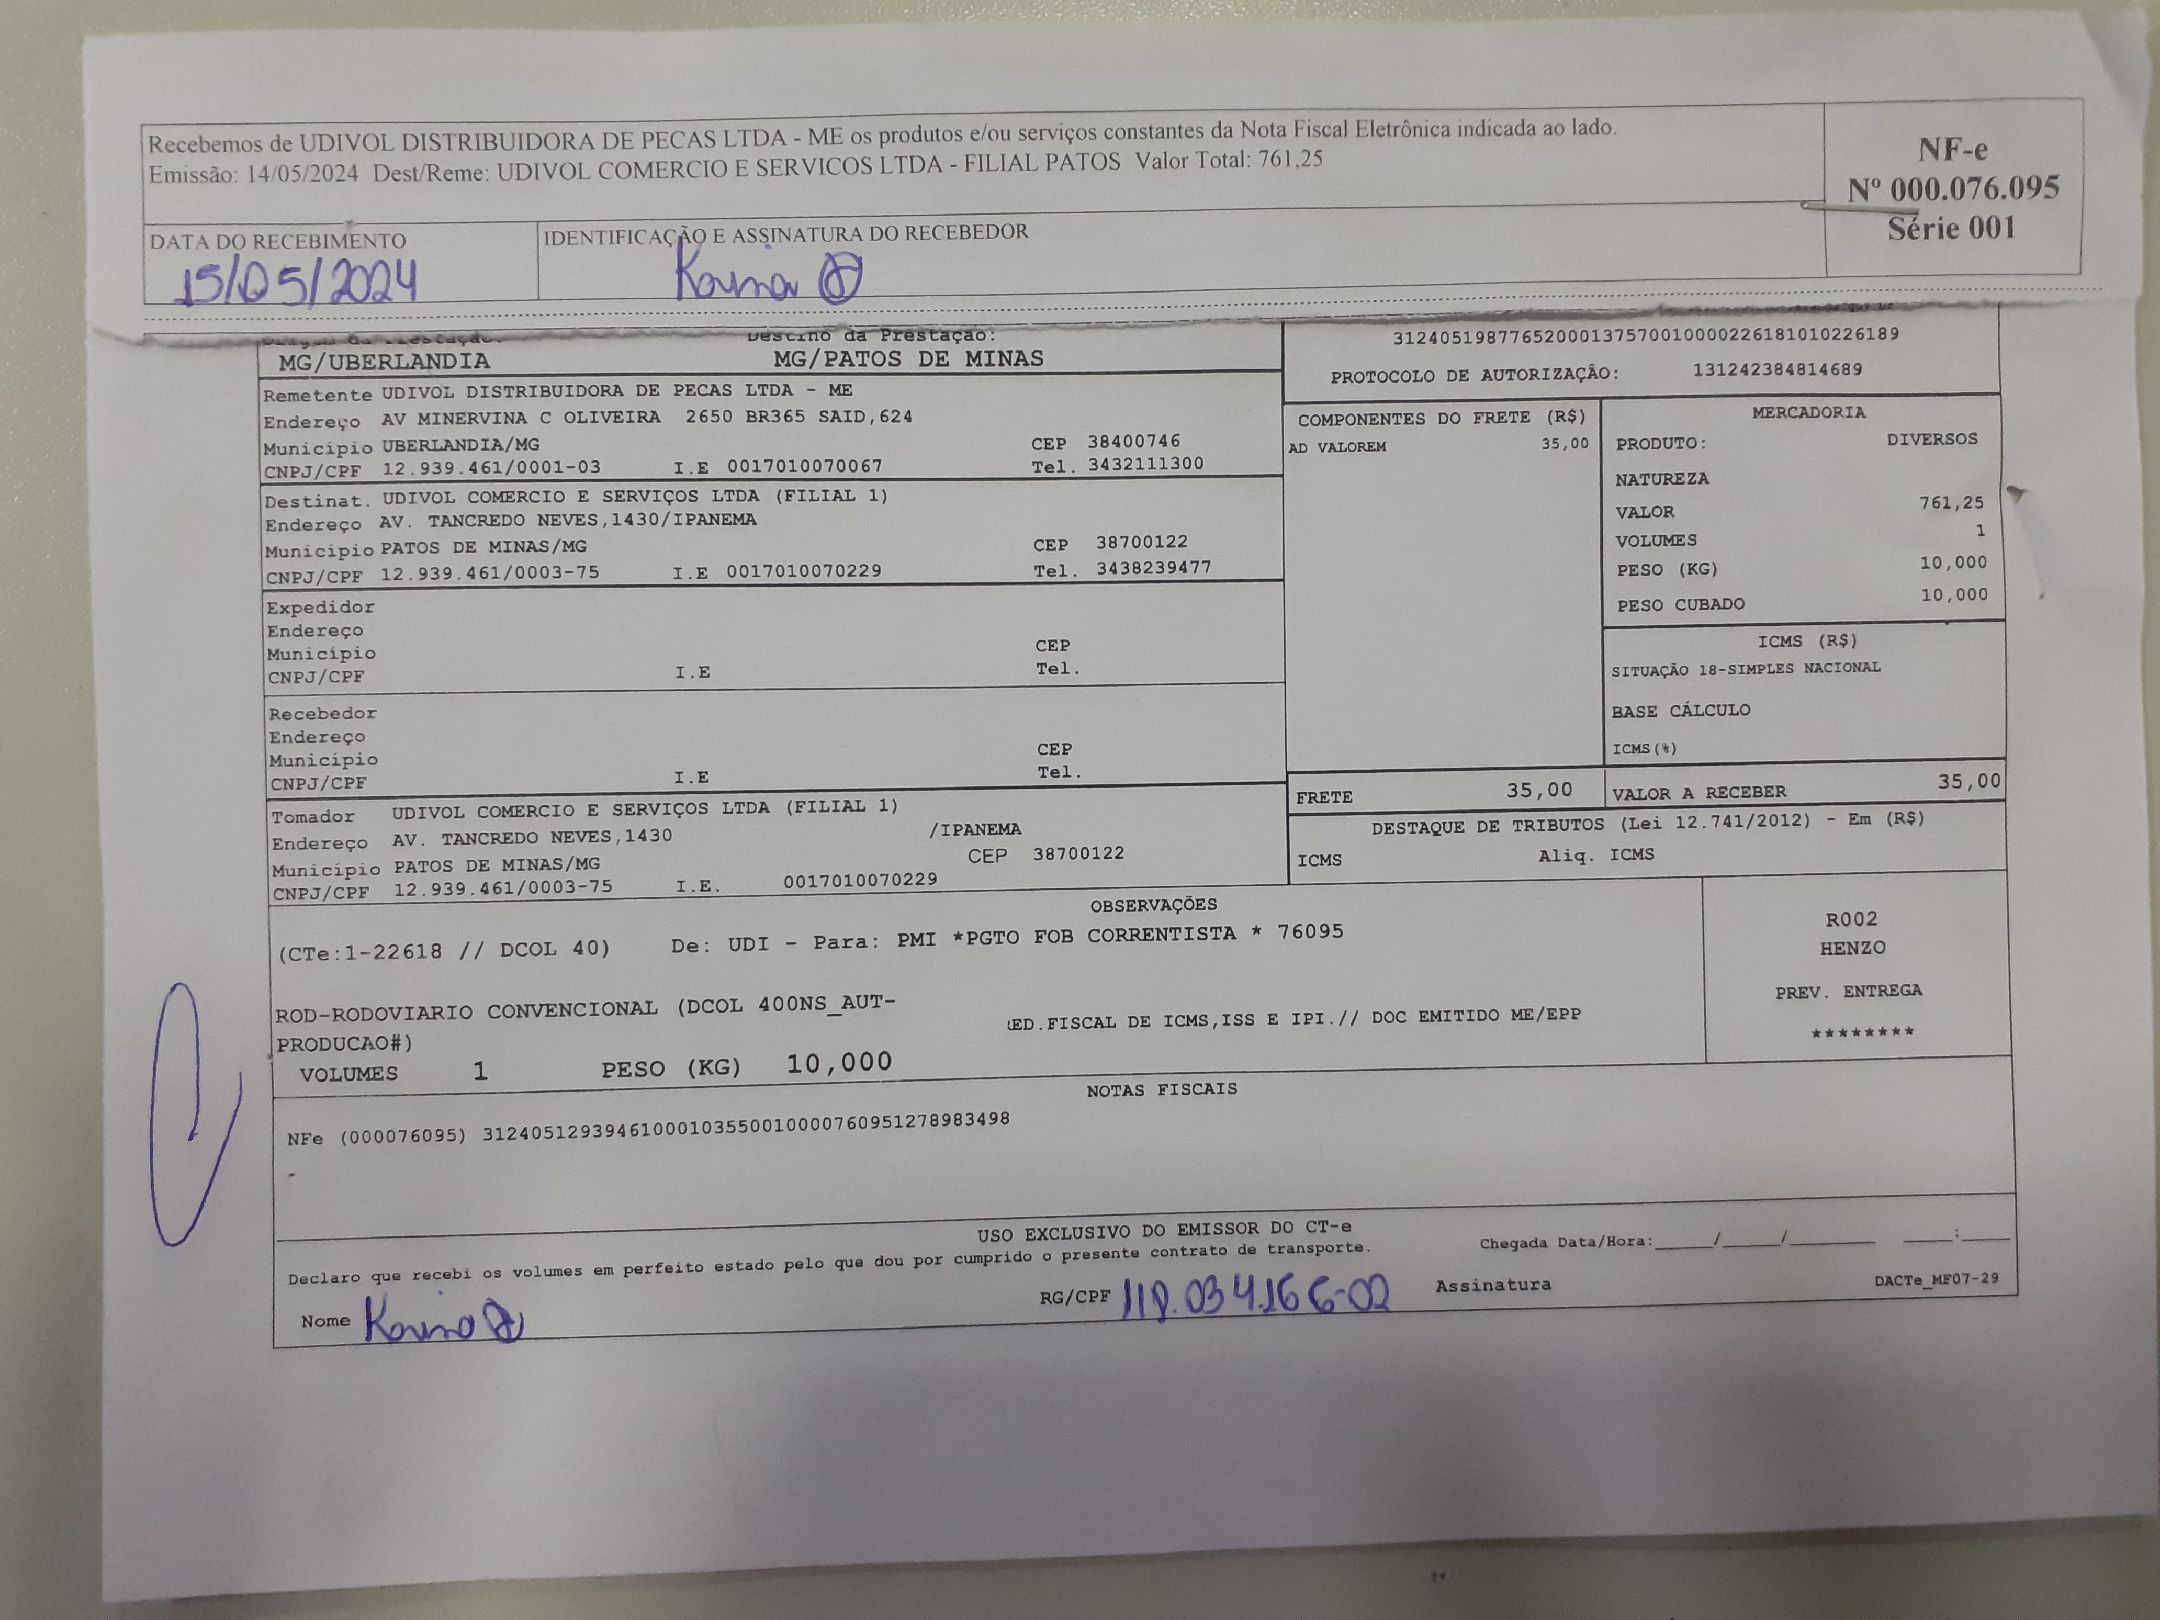 Recebemos de UDIVOL DISTRIBUIDORA DE PECAS LTDA - ME os produtos e/ou serviços constantes da Nota Fiscal Eletrônica indicada ao lado.
Emissão: 14/05/2024 Dest/Reme: UDIVOL COMERCIO E SERVICOS LTDA - FILIAL PATOS Valor Total: 761,25
NF-e
Nº 000.076.095
Série 001
DATA DO RECEBIMENTO
15/05/2024
IDENTIFICAÇÃO E ASSINATURA DO RECEBEDOR
Destino da Prestação:
MG/UBERLANDIA MG/PATOS DE MINAS
31240519877652000137570010000226181010226189
PROTOCOLO DE AUTORIZAÇÃO: 131242384814689
Remetente UDIVOL DISTRIBUIDORA DE PECAS LTDA - ME
Endereço AV MINERVINA C OLIVEIRA 2650 BR365 SAID,624
Município UBERLANDIA/MG CEP 38400746
CNPJ/CPF 12.939.461/0001-03 I.E 0017010070067 Tel. 3432111300
Destinat. UDIVOL COMERCIO E SERVIÇOS LTDA (FILIAL 1)
Endereço AV. TANCREDO NEVES,1430/IPANEMA
Município PATOS DE MINAS/MG CEP 38700122
CNPJ/CPF 12.939.461/0003-75 I.E 0017010070229 Tel. 3438239477
Expedidor
Endereço
Município CEP
CNPJ/CPF I.E Tel.
Recebedor
Endereço
Município CEP
CNPJ/CPF I.E Tel.
Tomador UDIVOL COMERCIO E SERVIÇOS LTDA (FILIAL 1)
Endereço AV. TANCREDO NEVES,1430 /IPANEMA
Município PATOS DE MINAS/MG CEP 38700122
CNPJ/CPF 12.939.461/0003-75 I.E. 0017010070229
COMPONENTES DO FRETE (R$)
AD VALOREM 35,00
MERCADORIA
PRODUTO: DIVERSOS
NATUREZA
VALOR 761,25
VOLUMES 1
PESO (KG) 10,000
PESO CUBADO 10,000
ICMS (R$)
SITUAÇÃO 18-SIMPLES NACIONAL
BASE CÁLCULO
ICMS(%)
FRETE 35,00 VALOR A RECEBER 35,00
DESTAQUE DE TRIBUTOS (Lei 12.741/2012) - Em (R$)
ICMS Aliq. ICMS
OBSERVAÇÕES
(CTe:1-22618 // DCOL 40) De: UDI - Para: PMI *PGTO FOB CORRENTISTA * 76095
ROD-RODOVIARIO CONVENCIONAL (DCOL 400NS_AUT-
PRODUCAO#)
ED.FISCAL DE ICMS,ISS E IPI.// DOC EMITIDO ME/EPP
VOLUMES 1 PESO (KG) 10,000
R002
HENZO
PREV. ENTREGA
********
NOTAS FISCAIS
NFe (000076095) 31240512939461000103550010000760951278983498
-
USO EXCLUSIVO DO EMISSOR DO CT-e
Declaro que recebi os volumes em perfeito estado pelo que dou por cumprido o presente contrato de transporte.
Chegada Data/Hora:_____/_____/_______ ____:____
Nome
RG/CPF
Assinatura
DACTe_MF07-29